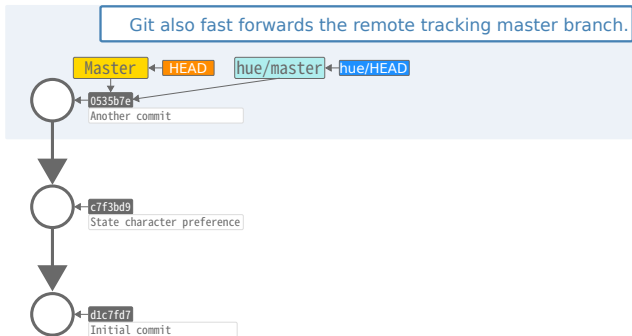 Git also fast forwards the remote tracking master branch.
Master HEAD hue/master hue/HEAD
0535b7e
Another commit
c7f3bd9
State character preference
d1c7fd7
Initial commit